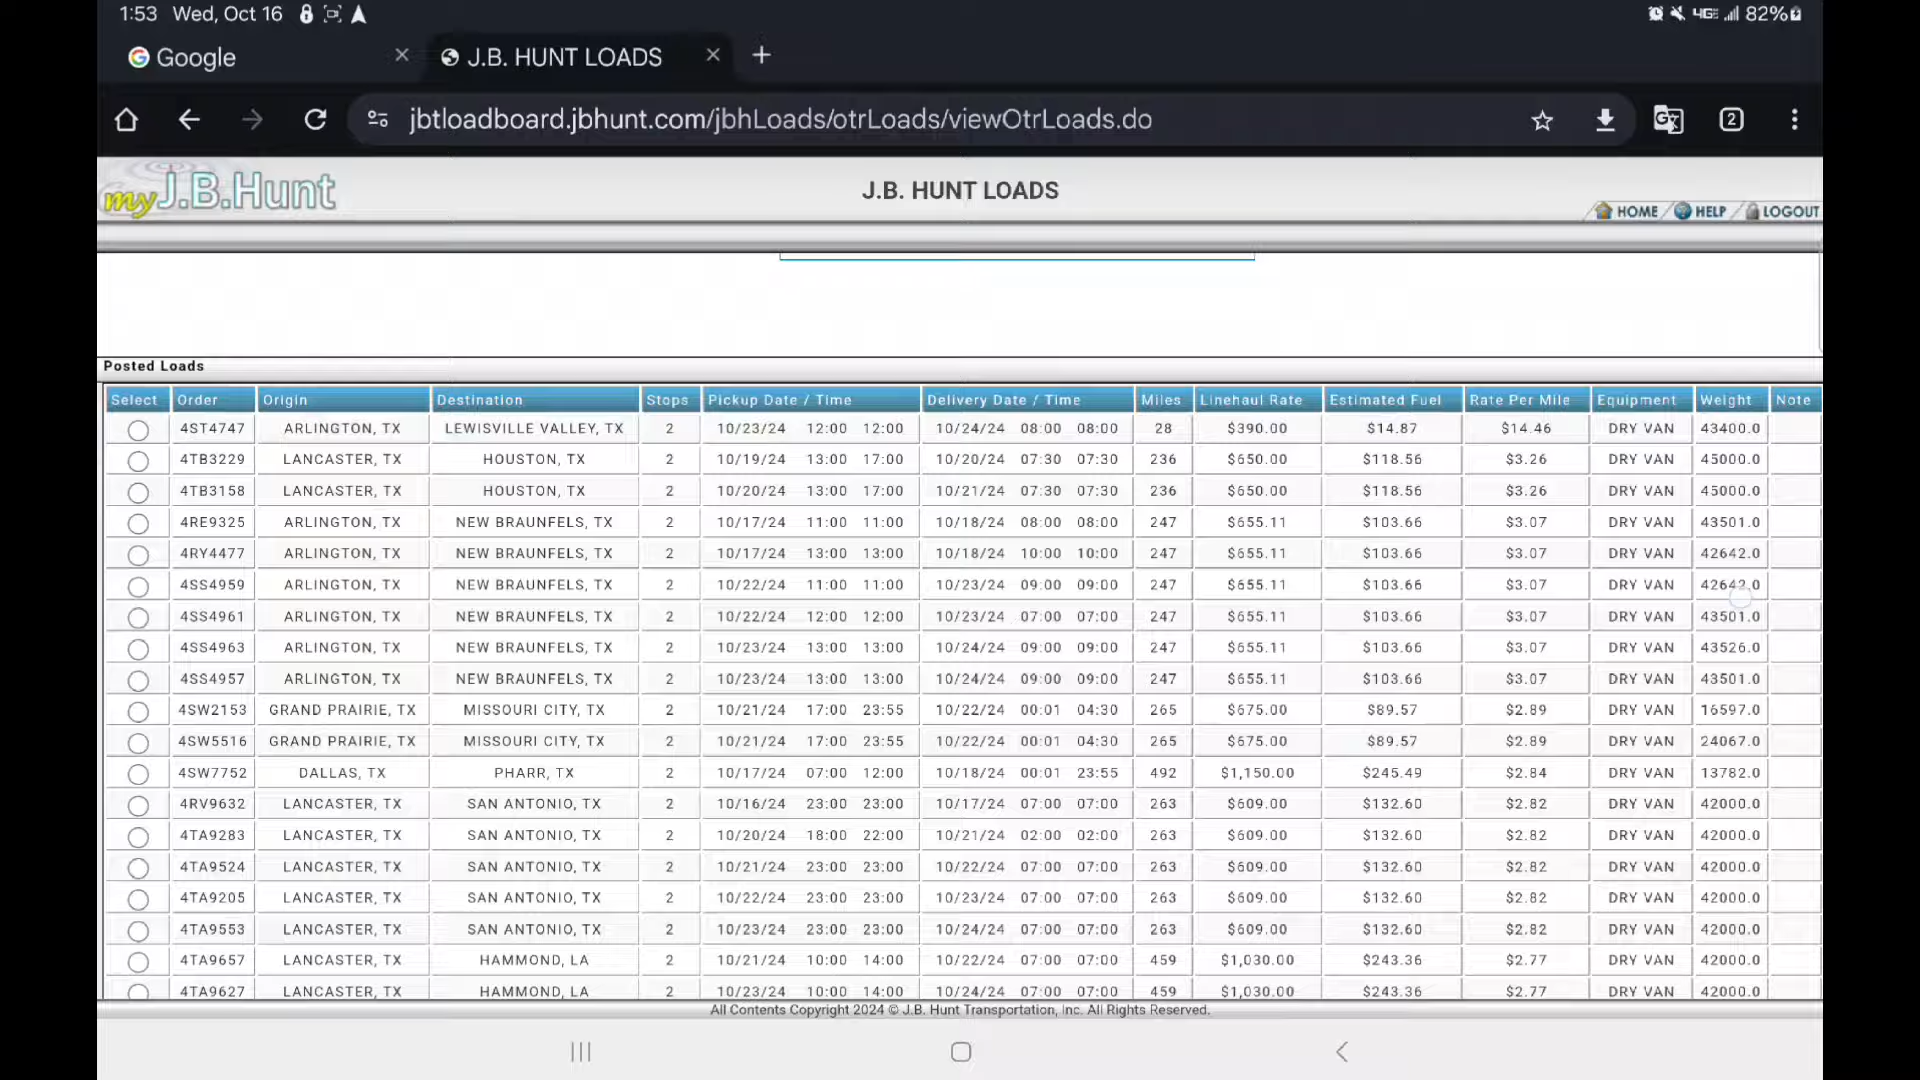 1:53 Wed, Oct 16 4GE 82%
Google
J.B. HUNT LOADS
jbtloadboard.jbhunt.com/jbhLoads/otrLoads/viewOtrLoads.do 2
myJ.B.Hunt
J.B. HUNT LOADS
HOME HELP LOGOUT
Posted Loads
Select Order Origin Destination Stops Pickup Date / Time Delivery Date / Time Miles Linehaul Rate Estimated Fuel Rate Per Mile Equipment Weight Note
4ST4747 ARLINGTON, TX LEWISVILLE VALLEY, TX 2 10/23/24 12:00 12:00 10/24/24 08:00 08:00 28 $390.00 $14.87 $14.46 DRY VAN 43400.0
4TB3229 LANCASTER, TX HOUSTON, TX 2 10/19/24 13:00 17:00 10/20/24 07:30 07:30 236 $650.00 $118.56 $3.26 DRY VAN 45000.0
4TB3158 LANCASTER, TX HOUSTON, TX 2 10/20/24 13:00 17:00 10/21/24 07:30 07:30 236 $650.00 $118.56 $3.26 DRY VAN 45000.0
4RE9325 ARLINGTON, TX NEW BRAUNFELS, TX 2 10/17/24 11:00 11:00 10/18/24 08:00 08:00 247 $655.11 $103.66 $3.07 DRY VAN 43501.0
4RY4477 ARLINGTON, TX NEW BRAUNFELS, TX 2 10/17/24 13:00 13:00 10/18/24 10:00 10:00 247 $655.11 $103.66 $3.07 DRY VAN 42642.0
4SS4959 ARLINGTON, TX NEW BRAUNFELS, TX 2 10/22/24 11:00 11:00 10/23/24 09:00 09:00 247 $655.11 $103.66 $3.07 DRY VAN 42642.0
4SS4961 ARLINGTON, TX NEW BRAUNFELS, TX 2 10/22/24 12:00 12:00 10/23/24 07:00 07:00 247 $655.11 $103.66 $3.07 DRY VAN 43501.0
4SS4963 ARLINGTON, TX NEW BRAUNFELS, TX 2 10/23/24 13:00 13:00 10/24/24 09:00 09:00 247 $655.11 $103.66 $3.07 DRY VAN 43526.0
4SS4957 ARLINGTON, TX NEW BRAUNFELS, TX 2 10/23/24 13:00 13:00 10/24/24 09:00 09:00 247 $655.11 $103.66 $3.07 DRY VAN 43501.0
4SW2153 GRAND PRAIRIE, TX MISSOURI CITY, TX 2 10/21/24 17:00 23:55 10/22/24 00:01 04:30 265 $675.00 $89.57 $2.89 DRY VAN 16597.0
4SW5516 GRAND PRAIRIE, TX MISSOURI CITY, TX 2 10/21/24 17:00 23:55 10/22/24 00:01 04:30 265 $675.00 $89.57 $2.89 DRY VAN 24067.0
4SW7752 DALLAS, TX PHARR, TX 2 10/17/24 07:00 12:00 10/18/24 00:01 23:55 492 $1,150.00 $245.49 $2.84 DRY VAN 13782.0
4RV9632 LANCASTER, TX SAN ANTONIO, TX 2 10/16/24 23:00 23:00 10/17/24 07:00 07:00 263 $609.00 $132.60 $2.82 DRY VAN 42000.0
4TA9283 LANCASTER, TX SAN ANTONIO, TX 2 10/20/24 18:00 22:00 10/21/24 02:00 02:00 263 $609.00 $132.60 $2.82 DRY VAN 42000.0
4TA9524 LANCASTER, TX SAN ANTONIO, TX 2 10/21/24 23:00 23:00 10/22/24 07:00 07:00 263 $609.00 $132.60 $2.82 DRY VAN 42000.0
4TA9205 LANCASTER, TX SAN ANTONIO, TX 2 10/22/24 23:00 23:00 10/23/24 07:00 07:00 263 $609.00 $132.60 $2.82 DRY VAN 42000.0
4TA9553 LANCASTER, TX SAN ANTONIO, TX 2 10/23/24 23:00 23:00 10/24/24 07:00 07:00 263 $609.00 $132.60 $2.82 DRY VAN 42000.0
4TA9657 LANCASTER, TX HAMMOND, LA 2 10/21/24 10:00 14:00 10/22/24 07:00 07:00 459 $1,030.00 $243.36 $2.77 DRY VAN 42000.0
4TA9627 LANCASTER, TX HAMMOND, LA 2 10/23/24 10:00 14:00 10/24/24 07:00 07:00 459 $1,030.00 $243.36 $2.77 DRY VAN 42000.0
All Contents Copyright 2024 © J.B. Hunt Transportation, Inc. All Rights Reserved.